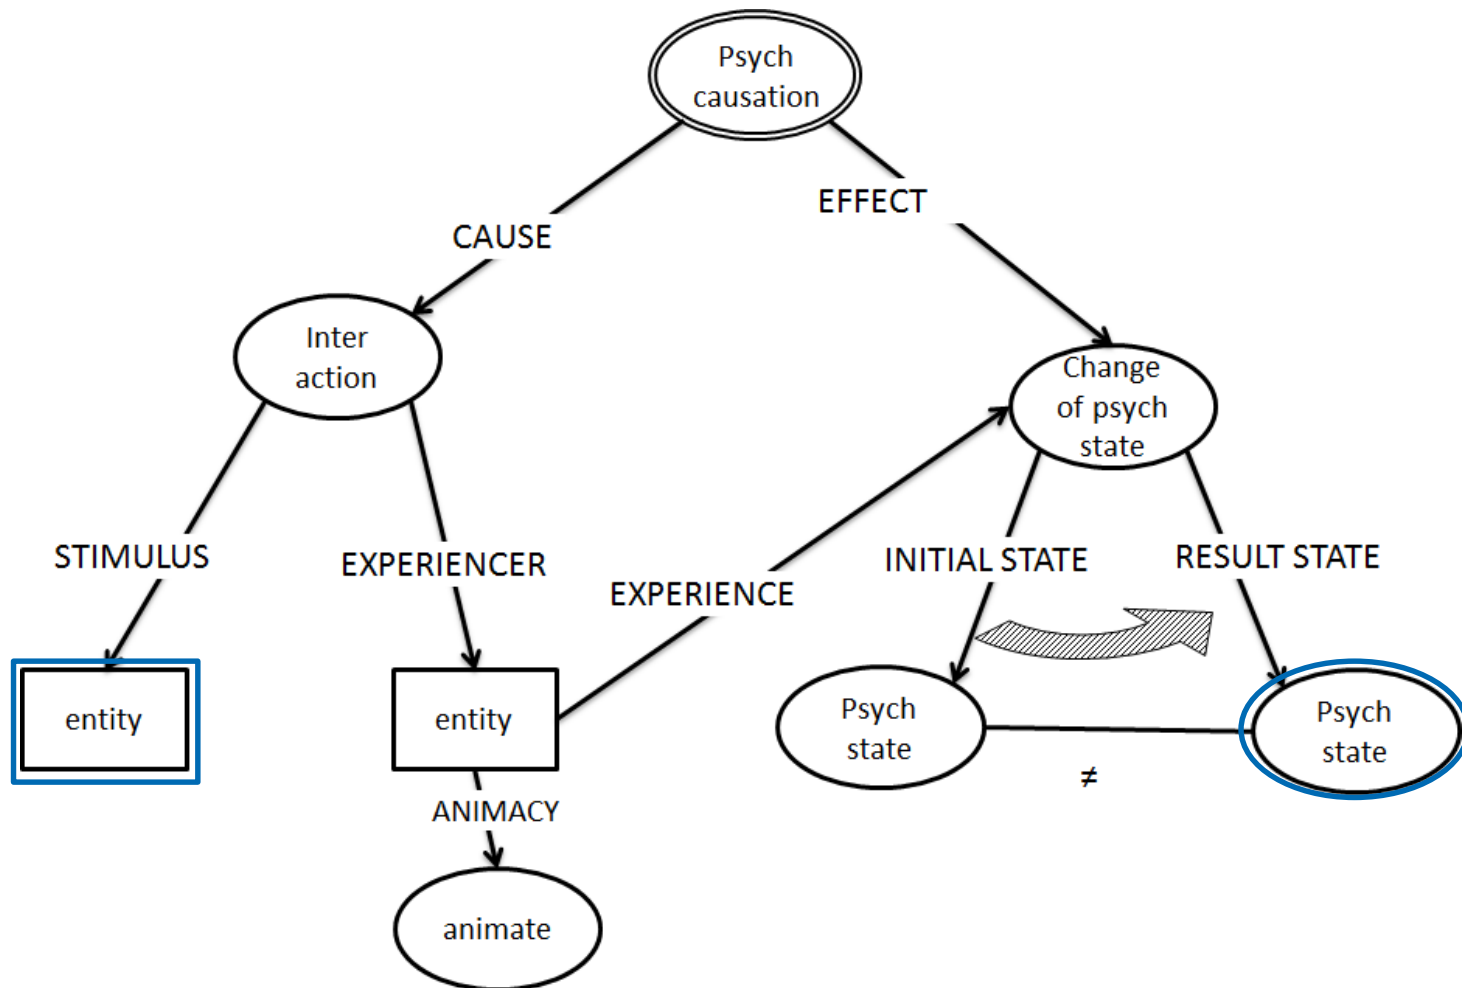 Psych
causation
EFFECT
CAUSE
Inter
action
Change
of psych
state
STIMULUS
EXPERIENCER
EXPERIENCE
INITIAL STATE
RESULT STATE
entity
entity
Psych
state
Psych
state
≠
ANIMACY
animate